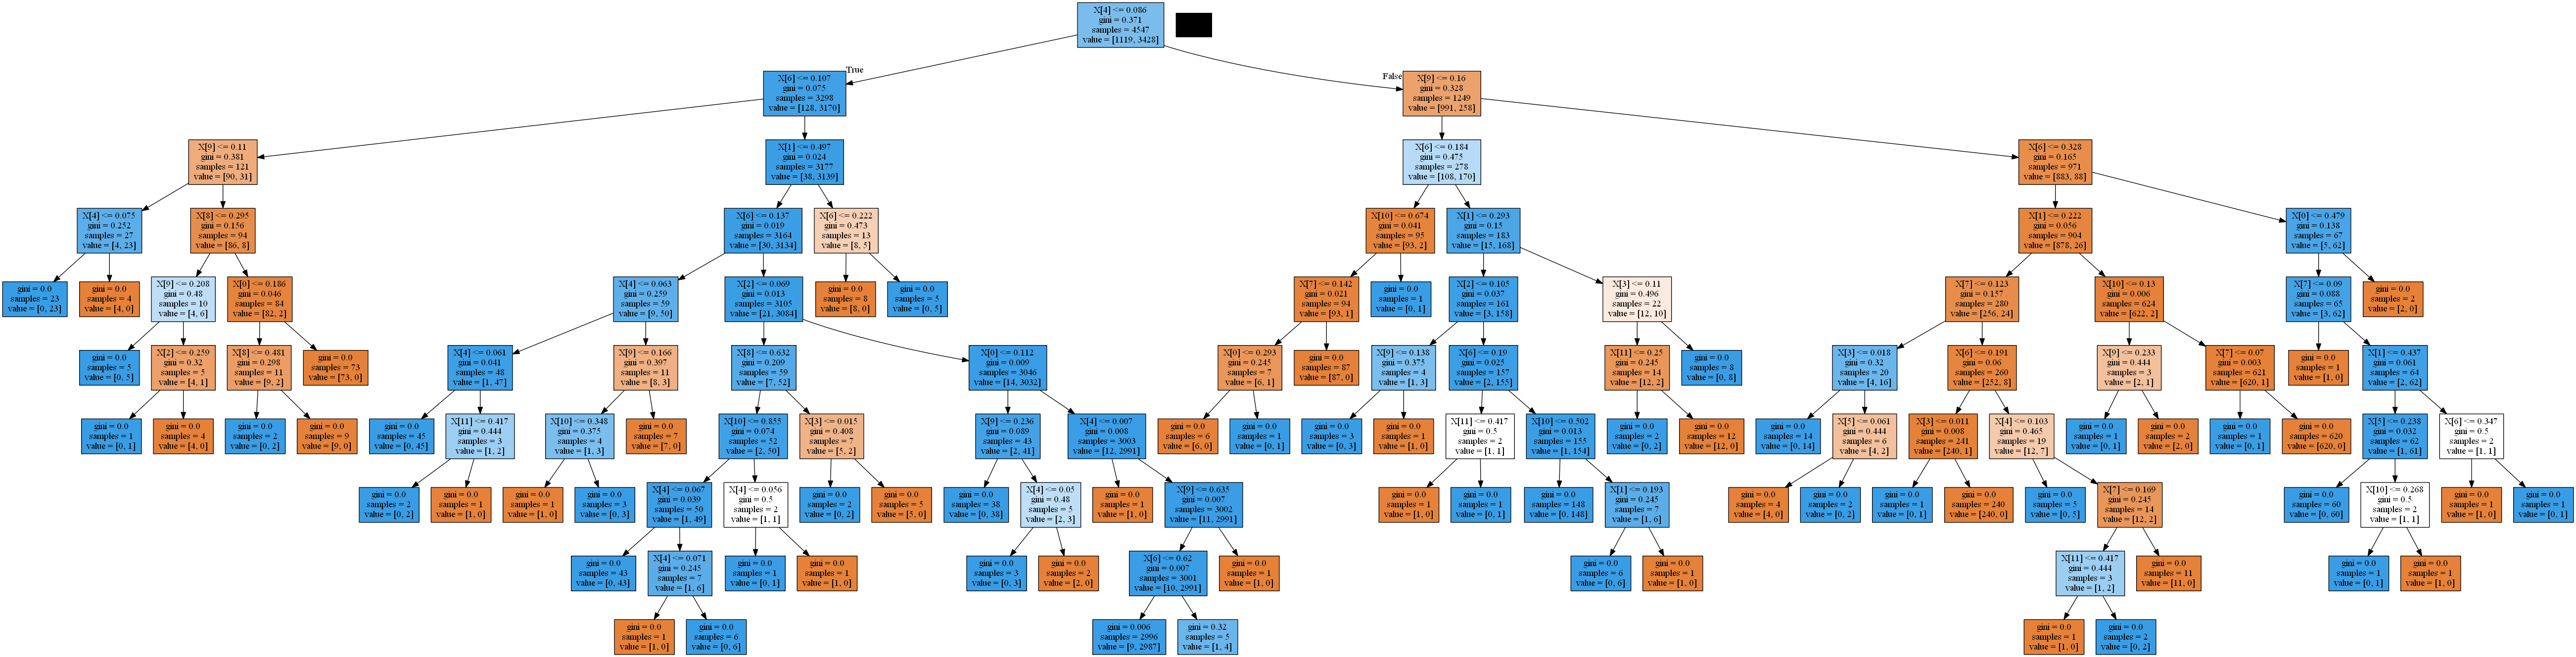 X[4] <= 0.086
gini = 0.371
samples = 4547
value = [1119, 3428]
True
False
X[6] <= 0.107
gini = 0.075
samples = 3298
value = [128, 3170]
X[9] <= 0.16
gini = 0.328
samples = 1249
value = [991, 258]
X[9] <= 0.11
gini = 0.381
samples = 121
value = [90, 31]
X[1] <= 0.497
gini = 0.024
samples = 3177
value = [38, 3139]
X[6] <= 0.184
gini = 0.475
samples = 278
value = [108, 170]
X[6] <= 0.328
gini = 0.165
samples = 971
value = [883, 88]
X[4] <= 0.075
gini = 0.252
samples = 27
value = [4, 23]
X[8] <= 0.295
gini = 0.156
samples = 94
value = [86, 8]
X[6] <= 0.137
gini = 0.019
samples = 3164
value = [30, 3134]
X[6] <= 0.222
gini = 0.473
samples = 13
value = [8, 5]
X[10] <= 0.674
gini = 0.041
samples = 95
value = [93, 2]
X[1] <= 0.293
gini = 0.15
samples = 183
value = [15, 168]
X[1] <= 0.222
gini = 0.056
samples = 904
value = [878, 26]
X[0] <= 0.479
gini = 0.138
samples = 67
value = [5, 62]
gini = 0.0
samples = 23
value = [0, 23]
gini = 0.0
samples = 4
value = [4, 0]
X[9] <= 0.208
gini = 0.48
samples = 10
value = [4, 6]
X[0] <= 0.186
gini = 0.046
samples = 84
value = [82, 2]
X[4] <= 0.063
gini = 0.259
samples = 59
value = [9, 50]
X[2] <= 0.069
gini = 0.013
samples = 3105
value = [21, 3084]
gini = 0.0
samples = 8
value = [8, 0]
gini = 0.0
samples = 5
value = [0, 5]
X[7] <= 0.142
gini = 0.021
samples = 94
value = [93, 1]
gini = 0.0
samples = 1
value = [0, 1]
X[2] <= 0.105
gini = 0.037
samples = 161
value = [3, 158]
X[3] <= 0.11
gini = 0.496
samples = 22
value = [12, 10]
X[7] <= 0.123
gini = 0.157
samples = 280
value = [256, 24]
X[10] <= 0.13
gini = 0.006
samples = 624
value = [622, 2]
X[7] <= 0.09
gini = 0.088
samples = 65
value = [3, 62]
gini = 0.0
samples = 2
value = [2, 0]
gini = 0.0
samples = 5
value = [0, 5]
X[2] <= 0.259
gini = 0.32
samples = 5
value = [4, 1]
X[8] <= 0.481
gini = 0.298
samples = 11
value = [9, 2]
gini = 0.0
samples = 73
value = [73, 0]
X[4] <= 0.061
gini = 0.041
samples = 48
value = [1, 47]
X[9] <= 0.166
gini = 0.397
samples = 11
value = [8, 3]
X[8] <= 0.632
gini = 0.209
samples = 59
value = [7, 52]
X[0] <= 0.112
gini = 0.009
samples = 3046
value = [14, 3032]
X[0] <= 0.293
gini = 0.245
samples = 7
value = [6, 1]
gini = 0.0
samples = 87
value = [87, 0]
X[9] <= 0.138
gini = 0.375
samples = 4
value = [1, 3]
X[6] <= 0.19
gini = 0.025
samples = 157
value = [2, 155]
X[11] <= 0.25
gini = 0.245
samples = 14
value = [12, 2]
gini = 0.0
samples = 8
value = [0, 8]
X[3] <= 0.018
gini = 0.32
samples = 20
value = [4, 16]
X[6] <= 0.191
gini = 0.06
samples = 260
value = [252, 8]
X[9] <= 0.233
gini = 0.444
samples = 3
value = [2, 1]
X[7] <= 0.07
gini = 0.003
samples = 621
value = [620, 1]
gini = 0.0
samples = 1
value = [1, 0]
X[1] <= 0.437
gini = 0.061
samples = 64
value = [2, 62]
gini = 0.0
samples = 1
value = [0, 1]
gini = 0.0
samples = 4
value = [4, 0]
gini = 0.0
samples = 2
value = [0, 2]
gini = 0.0
samples = 9
value = [9, 0]
gini = 0.0
samples = 45
value = [0, 45]
X[11] <= 0.417
gini = 0.444
samples = 3
value = [1, 2]
X[10] <= 0.348
gini = 0.375
samples = 4
value = [1, 3]
gini = 0.0
samples = 7
value = [7, 0]
X[10] <= 0.855
gini = 0.074
samples = 52
value = [2, 50]
X[3] <= 0.015
gini = 0.408
samples = 7
value = [5, 2]
X[9] <= 0.236
gini = 0.089
samples = 43
value = [2, 41]
X[4] <= 0.007
gini = 0.008
samples = 3003
value = [12, 2991]
gini = 0.0
samples = 6
value = [6, 0]
gini = 0.0
samples = 1
value = [0, 1]
gini = 0.0
samples = 3
value = [0, 3]
gini = 0.0
samples = 1
value = [1, 0]
X[11] <= 0.417
gini = 0.5
samples = 2
value = [1, 1]
X[10] <= 0.502
gini = 0.013
samples = 155
value = [1, 154]
gini = 0.0
samples = 2
value = [0, 2]
gini = 0.0
samples = 12
value = [12, 0]
gini = 0.0
samples = 14
value = [0, 14]
X[5] <= 0.061
gini = 0.444
samples = 6
value = [4, 2]
X[3] <= 0.011
gini = 0.008
samples = 241
value = [240, 1]
X[4] <= 0.103
gini = 0.465
samples = 19
value = [12, 7]
gini = 0.0
samples = 1
value = [0, 1]
gini = 0.0
samples = 2
value = [2, 0]
gini = 0.0
samples = 1
value = [0, 1]
gini = 0.0
samples = 620
value = [620, 0]
X[5] <= 0.238
gini = 0.032
samples = 62
value = [1, 61]
X[6] <= 0.347
gini = 0.5
samples = 2
value = [1, 1]
gini = 0.0
samples = 2
value = [0, 2]
gini = 0.0
samples = 1
value = [1, 0]
gini = 0.0
samples = 1
value = [1, 0]
gini = 0.0
samples = 3
value = [0, 3]
X[4] <= 0.067
gini = 0.039
samples = 50
value = [1, 49]
X[4] <= 0.056
gini = 0.5
samples = 2
value = [1, 1]
gini = 0.0
samples = 2
value = [0, 2]
gini = 0.0
samples = 5
value = [5, 0]
gini = 0.0
samples = 38
value = [0, 38]
X[4] <= 0.05
gini = 0.48
samples = 5
value = [2, 3]
gini = 0.0
samples = 1
value = [1, 0]
X[9] <= 0.635
gini = 0.007
samples = 3002
value = [11, 2991]
gini = 0.0
samples = 1
value = [1, 0]
gini = 0.0
samples = 1
value = [0, 1]
gini = 0.0
samples = 148
value = [0, 148]
X[1] <= 0.193
gini = 0.245
samples = 7
value = [1, 6]
gini = 0.0
samples = 4
value = [4, 0]
gini = 0.0
samples = 2
value = [0, 2]
gini = 0.0
samples = 1
value = [0, 1]
gini = 0.0
samples = 240
value = [240, 0]
gini = 0.0
samples = 5
value = [0, 5]
X[7] <= 0.169
gini = 0.245
samples = 14
value = [12, 2]
gini = 0.0
samples = 60
value = [0, 60]
X[10] <= 0.268
gini = 0.5
samples = 2
value = [1, 1]
gini = 0.0
samples = 1
value = [1, 0]
gini = 0.0
samples = 1
value = [0, 1]
gini = 0.0
samples = 43
value = [0, 43]
X[4] <= 0.071
gini = 0.245
samples = 7
value = [1, 6]
gini = 0.0
samples = 1
value = [0, 1]
gini = 0.0
samples = 1
value = [1, 0]
gini = 0.0
samples = 3
value = [0, 3]
gini = 0.0
samples = 2
value = [2, 0]
X[6] <= 0.62
gini = 0.007
samples = 3001
value = [10, 2991]
gini = 0.0
samples = 1
value = [1, 0]
gini = 0.0
samples = 6
value = [0, 6]
gini = 0.0
samples = 1
value = [1, 0]
X[11] <= 0.417
gini = 0.444
samples = 3
value = [1, 2]
gini = 0.0
samples = 11
value = [11, 0]
gini = 0.0
samples = 1
value = [0, 1]
gini = 0.0
samples = 1
value = [1, 0]
gini = 0.0
samples = 1
value = [1, 0]
gini = 0.0
samples = 6
value = [0, 6]
gini = 0.006
samples = 2996
value = [9, 2987]
gini = 0.32
samples = 5
value = [1, 4]
gini = 0.0
samples = 1
value = [1, 0]
gini = 0.0
samples = 2
value = [0, 2]